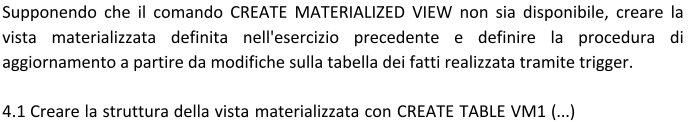 Supponendo che il comando CREATE MATERIALIZED VIEW non sia disponibile, creare la
vista materializzata definita nell'esercizio precedente e definire la procedura di
aggiornamento a partire da modifiche sulla tabella dei fatti realizzata tramite trigger.
4.1 Creare la struttura della vista materializzata con CREATE TABLE VM1 (...)